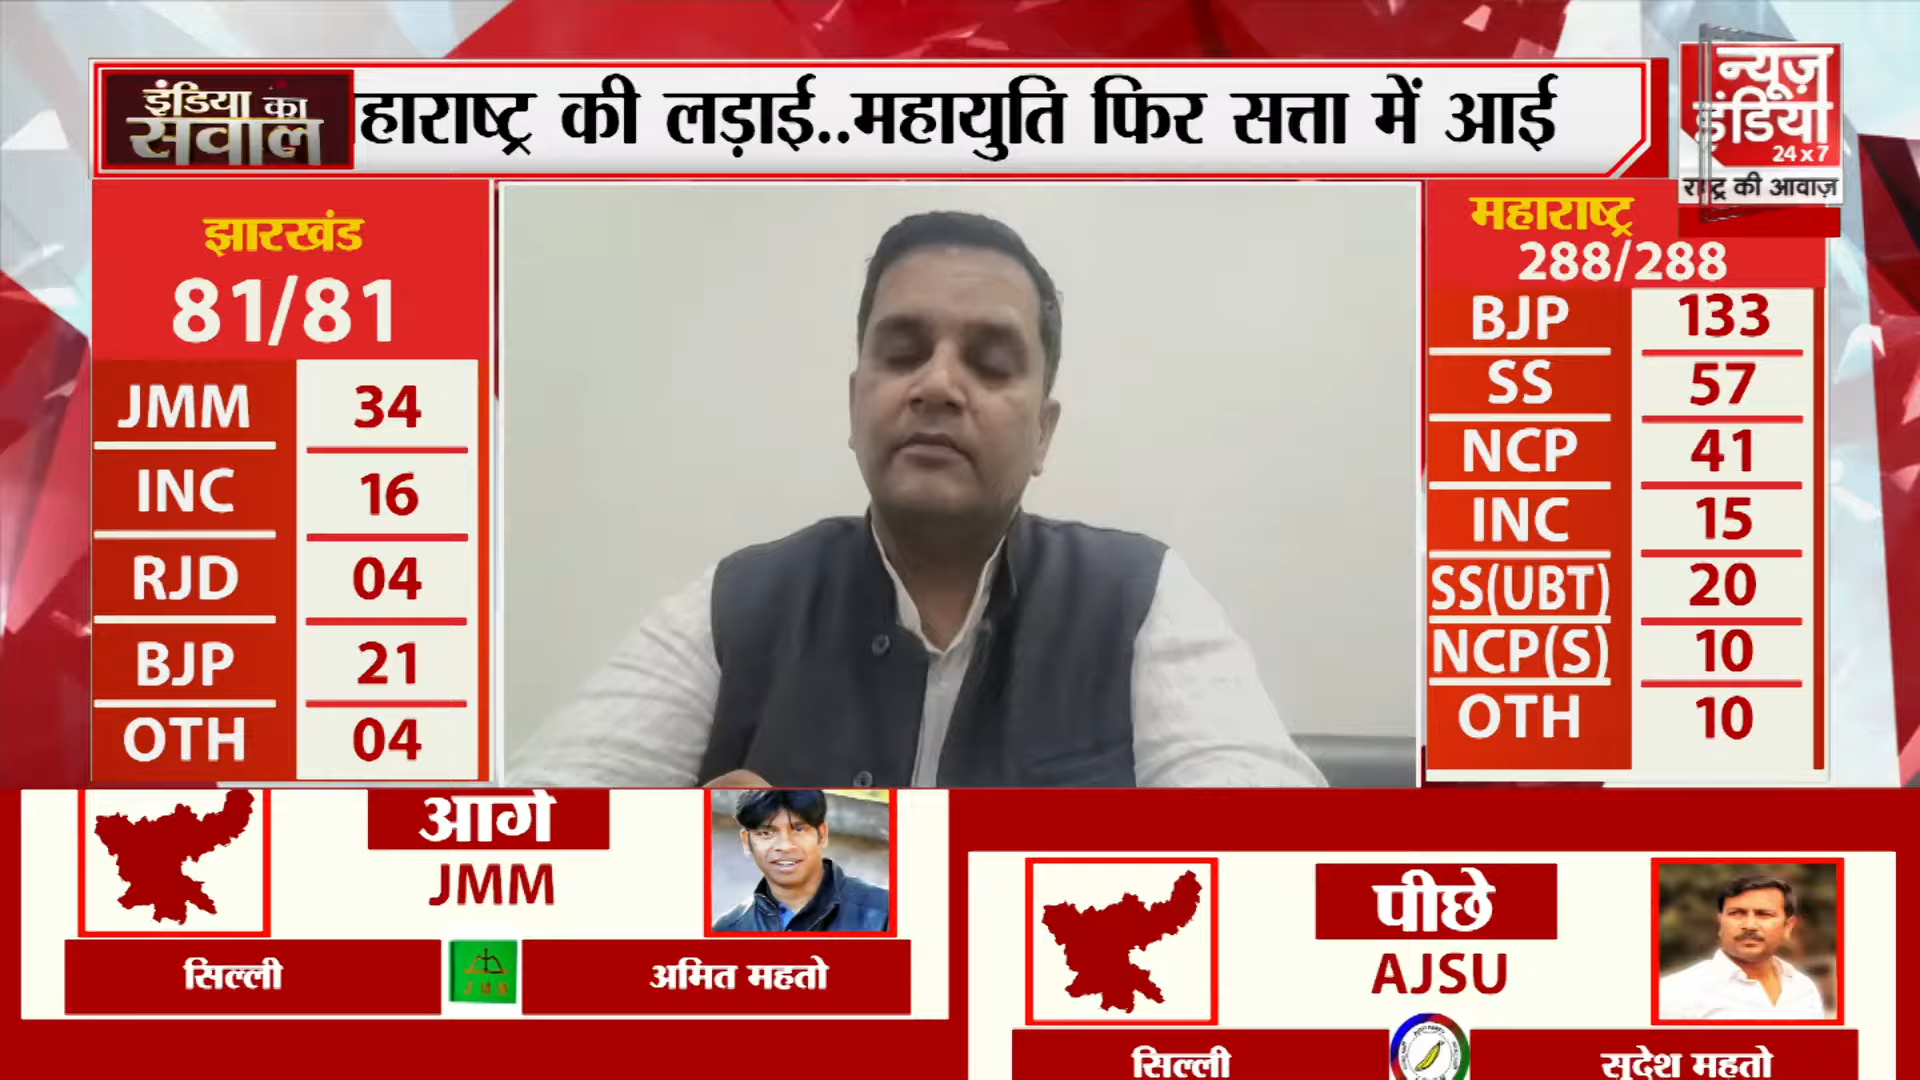 इंडिया का
सवाल
हाराष्ट्र की लड़ाई..महायुति फिर सत्ता में आई
न्यूज़
इंडिया
24x7
राष्ट्र की आवाज़
झारखंड
81/81
JMM 34
INC 16
RJD 04
BJP 21
OTH 04
महाराष्ट्र
288/288
BJP 133
SS 57
NCP 41
INC 15
SS(UBT) 20
NCP(S) 10
OTH 10
आगे
JMM
सिल्ली
JMM
अमित महतो
पीछे
AJSU
सिल्ली
सुदेश महतो